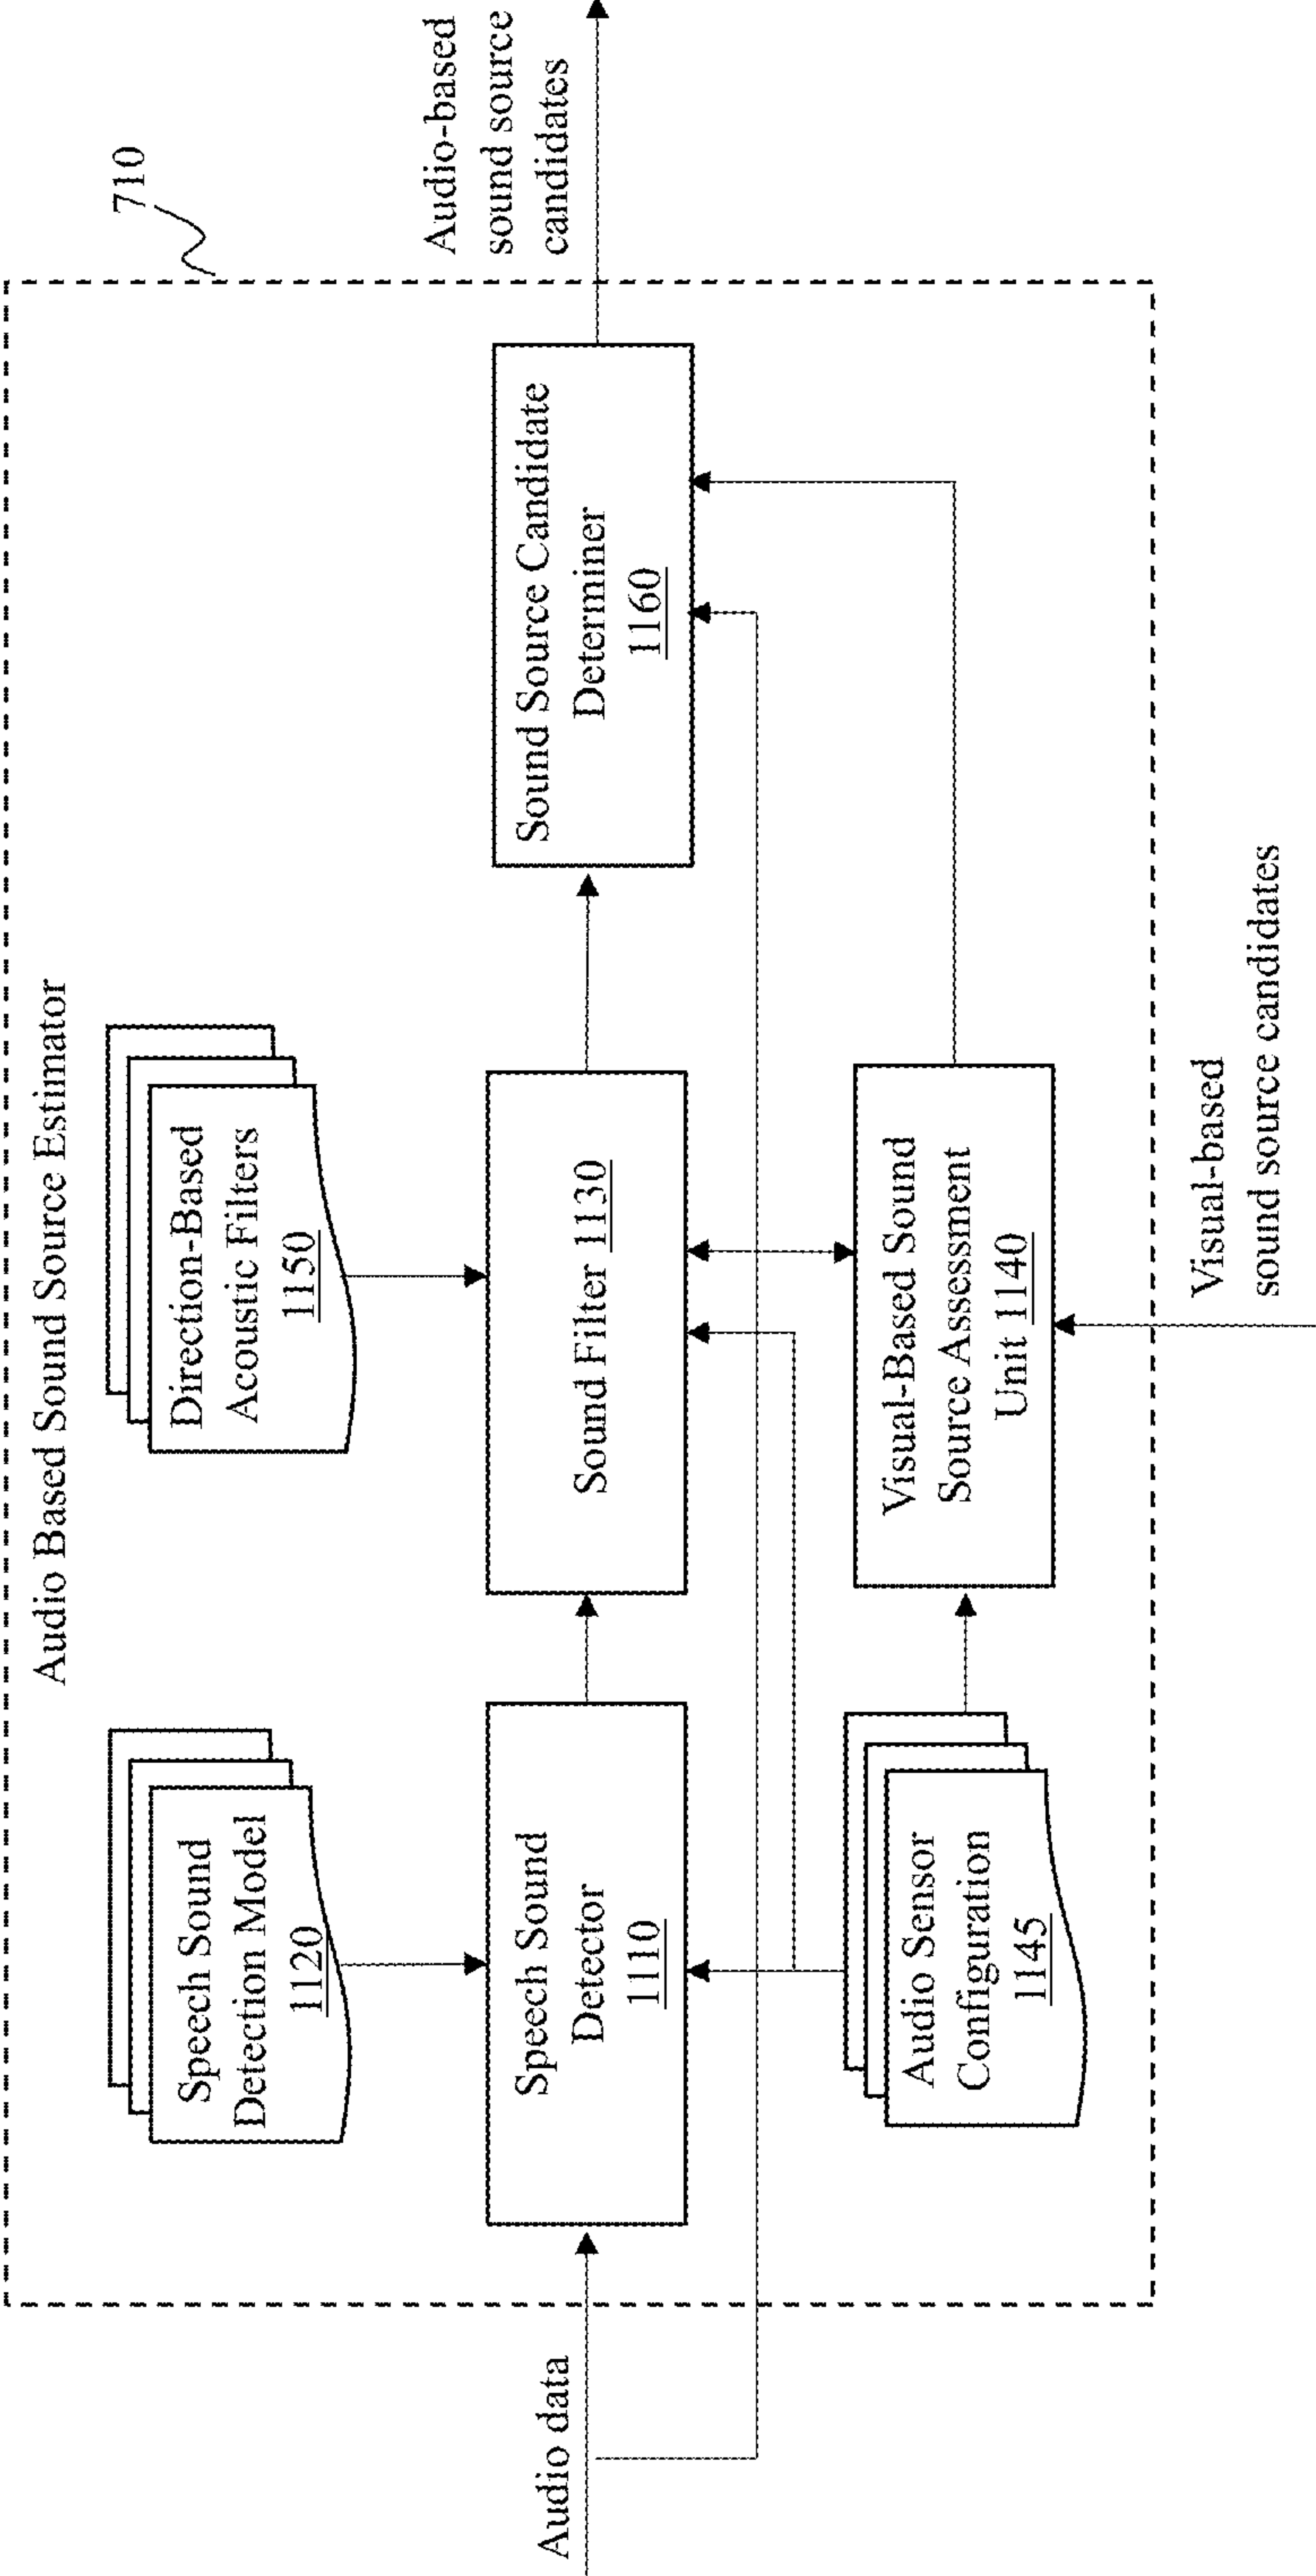 Audio Based Sound Source Estimator
710
Speech Sound
Detection Model
1120
Direction-Based
Acoustic Filters
1150
Audio-based
sound source
candidates
Audio data
Speech Sound
Detector
1110
Sound Filter 1130
Sound Source Candidate
Determiner
1160
Audio Sensor
Configuration
1145
Visual-Based Sound
Source Assessment
Unit 1140
Visual-based
sound source candidates